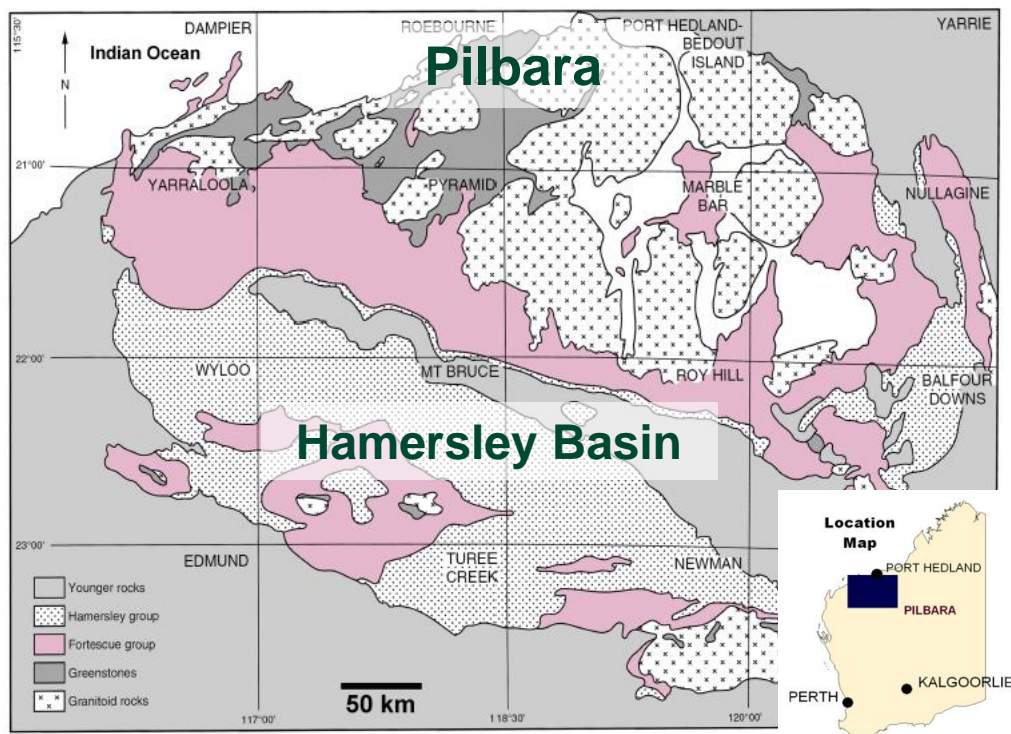 115°30'
DAMPIER
ROEBOURNE
PORT HEDLAND-
BEDOUT
ISLAND
YARRIE
Indian Ocean
Pilbara
N
21°00'
YARRALOOLA
PYRAMID
MARBLE
BAR
NULLAGINE
22°00'
WYLOO
MT BRUCE
ROY HILL
BALFOUR
DOWNS
Hamersley Basin
23°00'
EDMUND
TUREE
CREEK
NEWMAN
Younger rocks
Hamersley group
Fortescue group
Greenstones
Granitoid rocks
50 km
117°00'
118°30'
120°00'
Location
Map
PORT HEDLAND
PILBARA
KALGOORLIE
PERTH